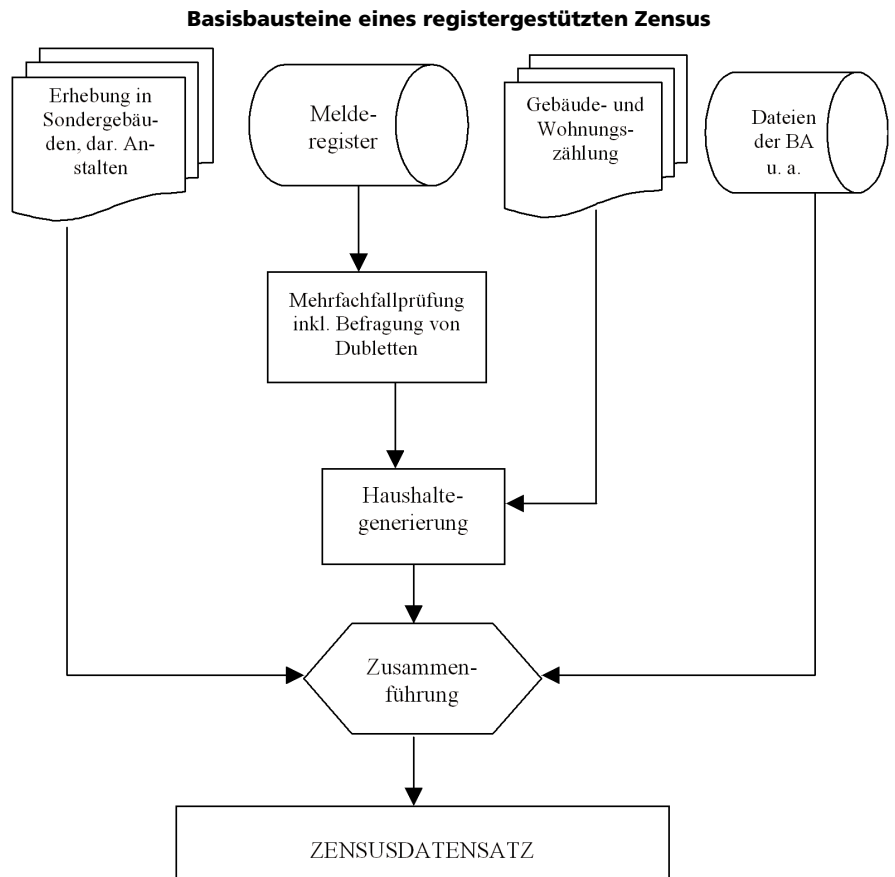 Basisbausteine eines registergestützten Zensus
Erhebung in
Sondergebäu-
den, dar. An-
stalten
Melde-
register
Gebäude- und
Wohnungs-
zählung
Dateien
der BA
u. a.
Mehrfachfallprüfung
inkl. Befragung von
Dubletten
Haushalte-
generierung
Zusammen-
führung
ZENSUSDATENSATZ